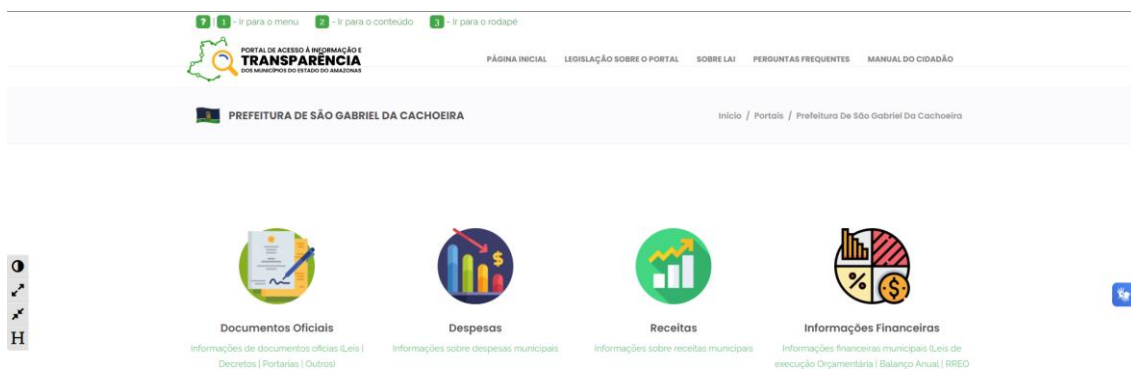 ? | 1 - Ir para o menu 2 - Ir para o conteúdo 3 - Ir para o rodapé
PORTAL DE ACESSO À INFORMAÇÃO E
TRANSPARÊNCIA
DOS MUNICÍPIOS DO ESTADO DO AMAZONAS
PÁGINA INICIAL LEGISLAÇÃO SOBRE O PORTAL SOBRE LAI PERGUNTAS FREQUENTES MANUAL DO CIDADÃO
PREFEITURA DE SÃO GABRIEL DA CACHOEIRA
Início / Portais / Prefeitura De São Gabriel Da Cachoeira
H
Documentos Oficiais
Informações de documentos oficias (Leis |
Decretos | Portarias | Outros)
Despesas
Informações sobre despesas municipais
Receitas
Informações sobre receitas municipais
Informações Financeiras
Informações financeiras municipais (Leis de
execução Orçamentária | Balanço Anual | RREO